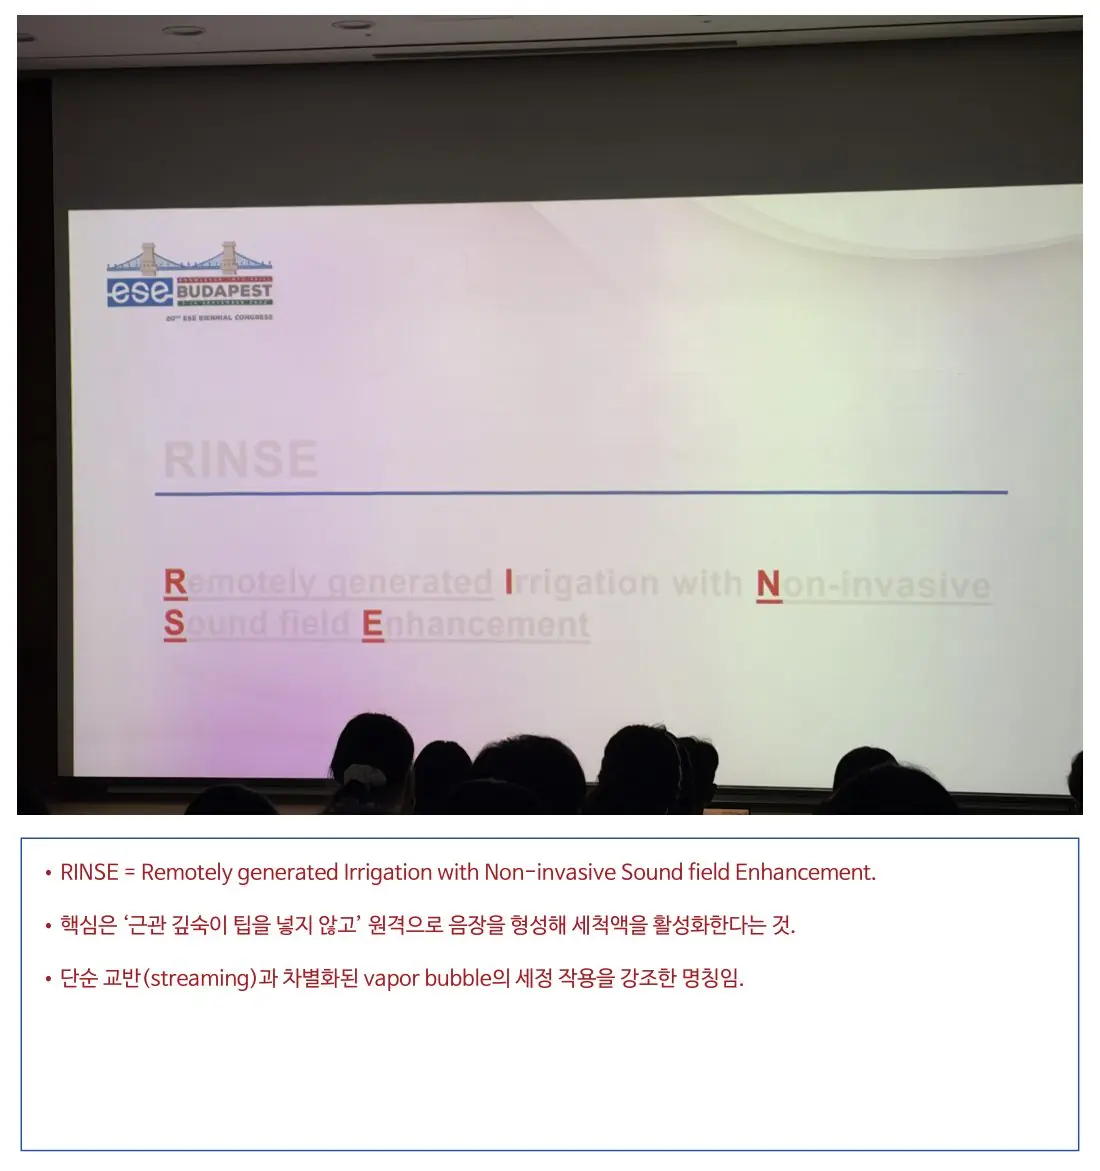 ese
BUDAPEST
20TH ESE BIENNIAL CONGRESS
RINSE
Remotely generated Irrigation with Non-invasive
Sound field Enhancement
• RINSE = Remotely generated Irrigation with Non-invasive Sound field Enhancement.
• 핵심은 ‘근관 깊숙이 팁을 넣지 않고’ 원격으로 음장을 형성해 세척액을 활성화한다는 것.
• 단순 교반(streaming)과 차별화된 vapor bubble의 세정 작용을 강조한 명칭임.